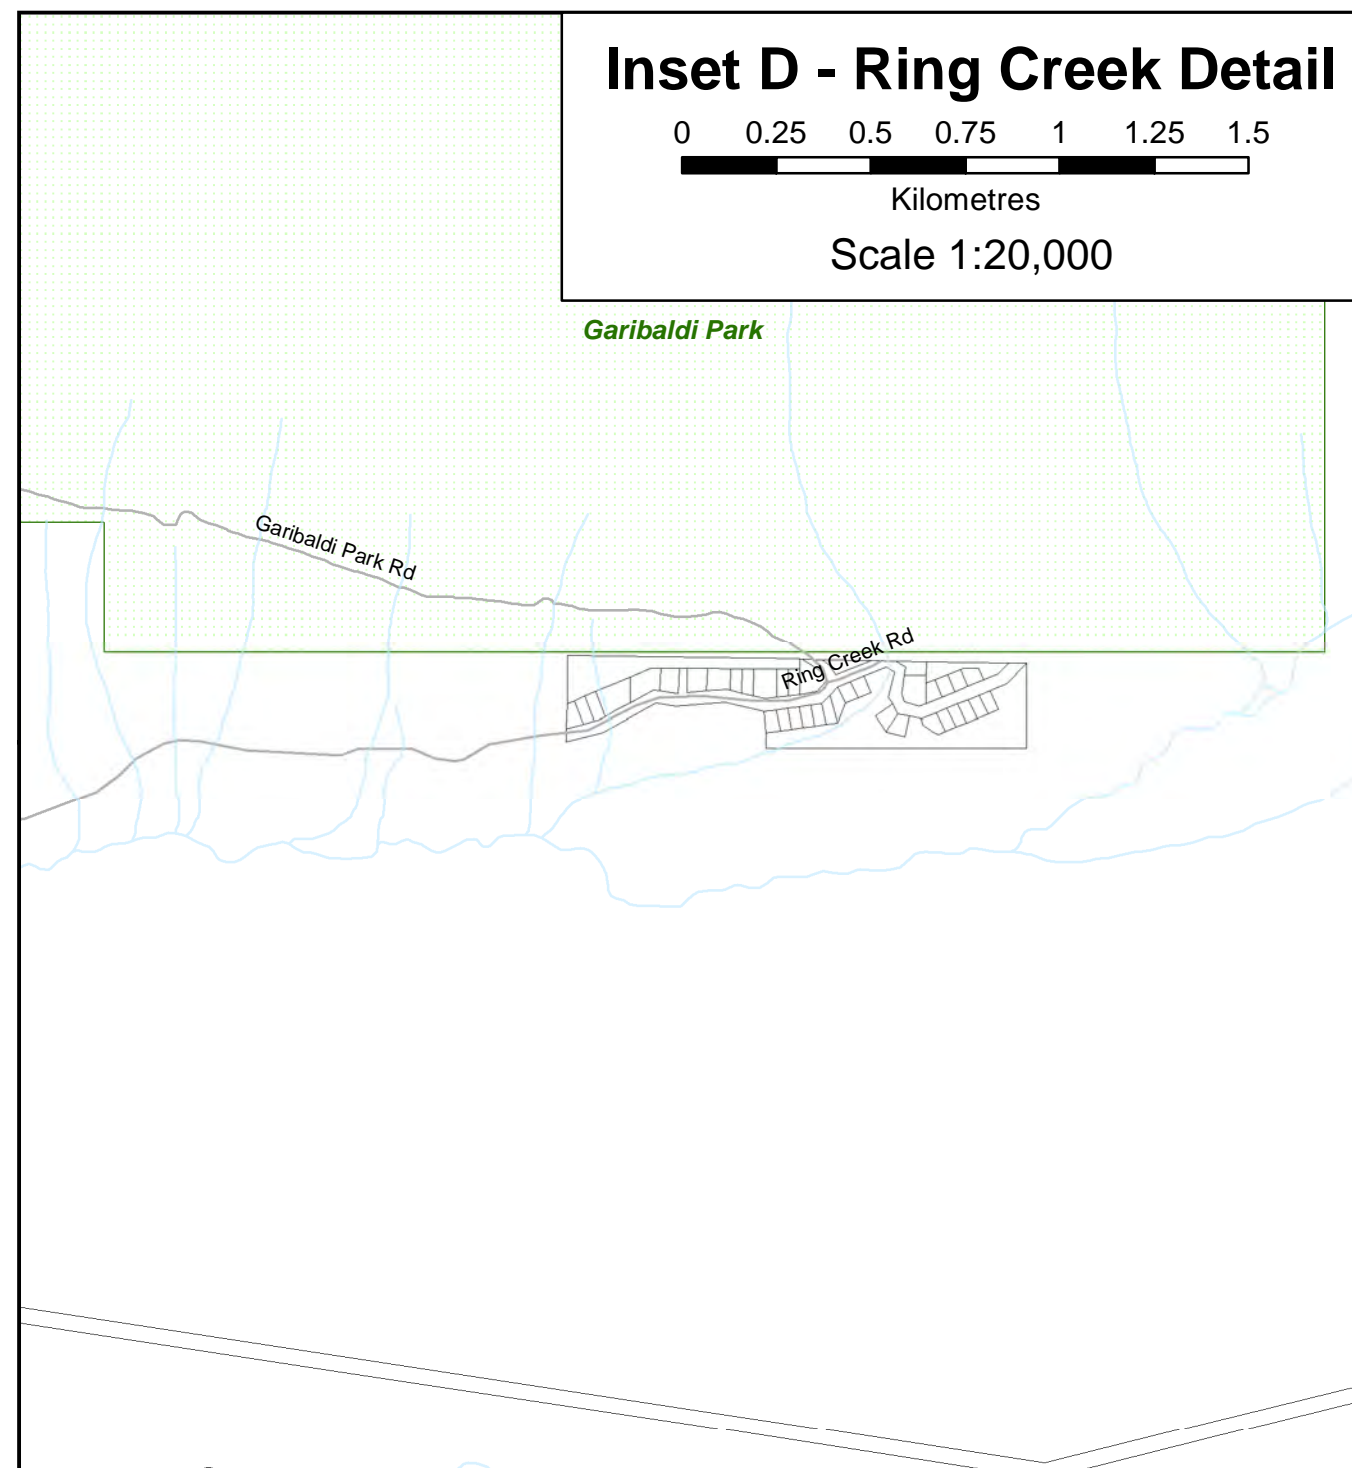 Inset D - Ring Creek Detail
0 0.25 0.5 0.75 1 1.25 1.5
Kilometres
Scale 1:20,000
Garibaldi Park
Garibaldi Park Rd
Ring Creek Rd